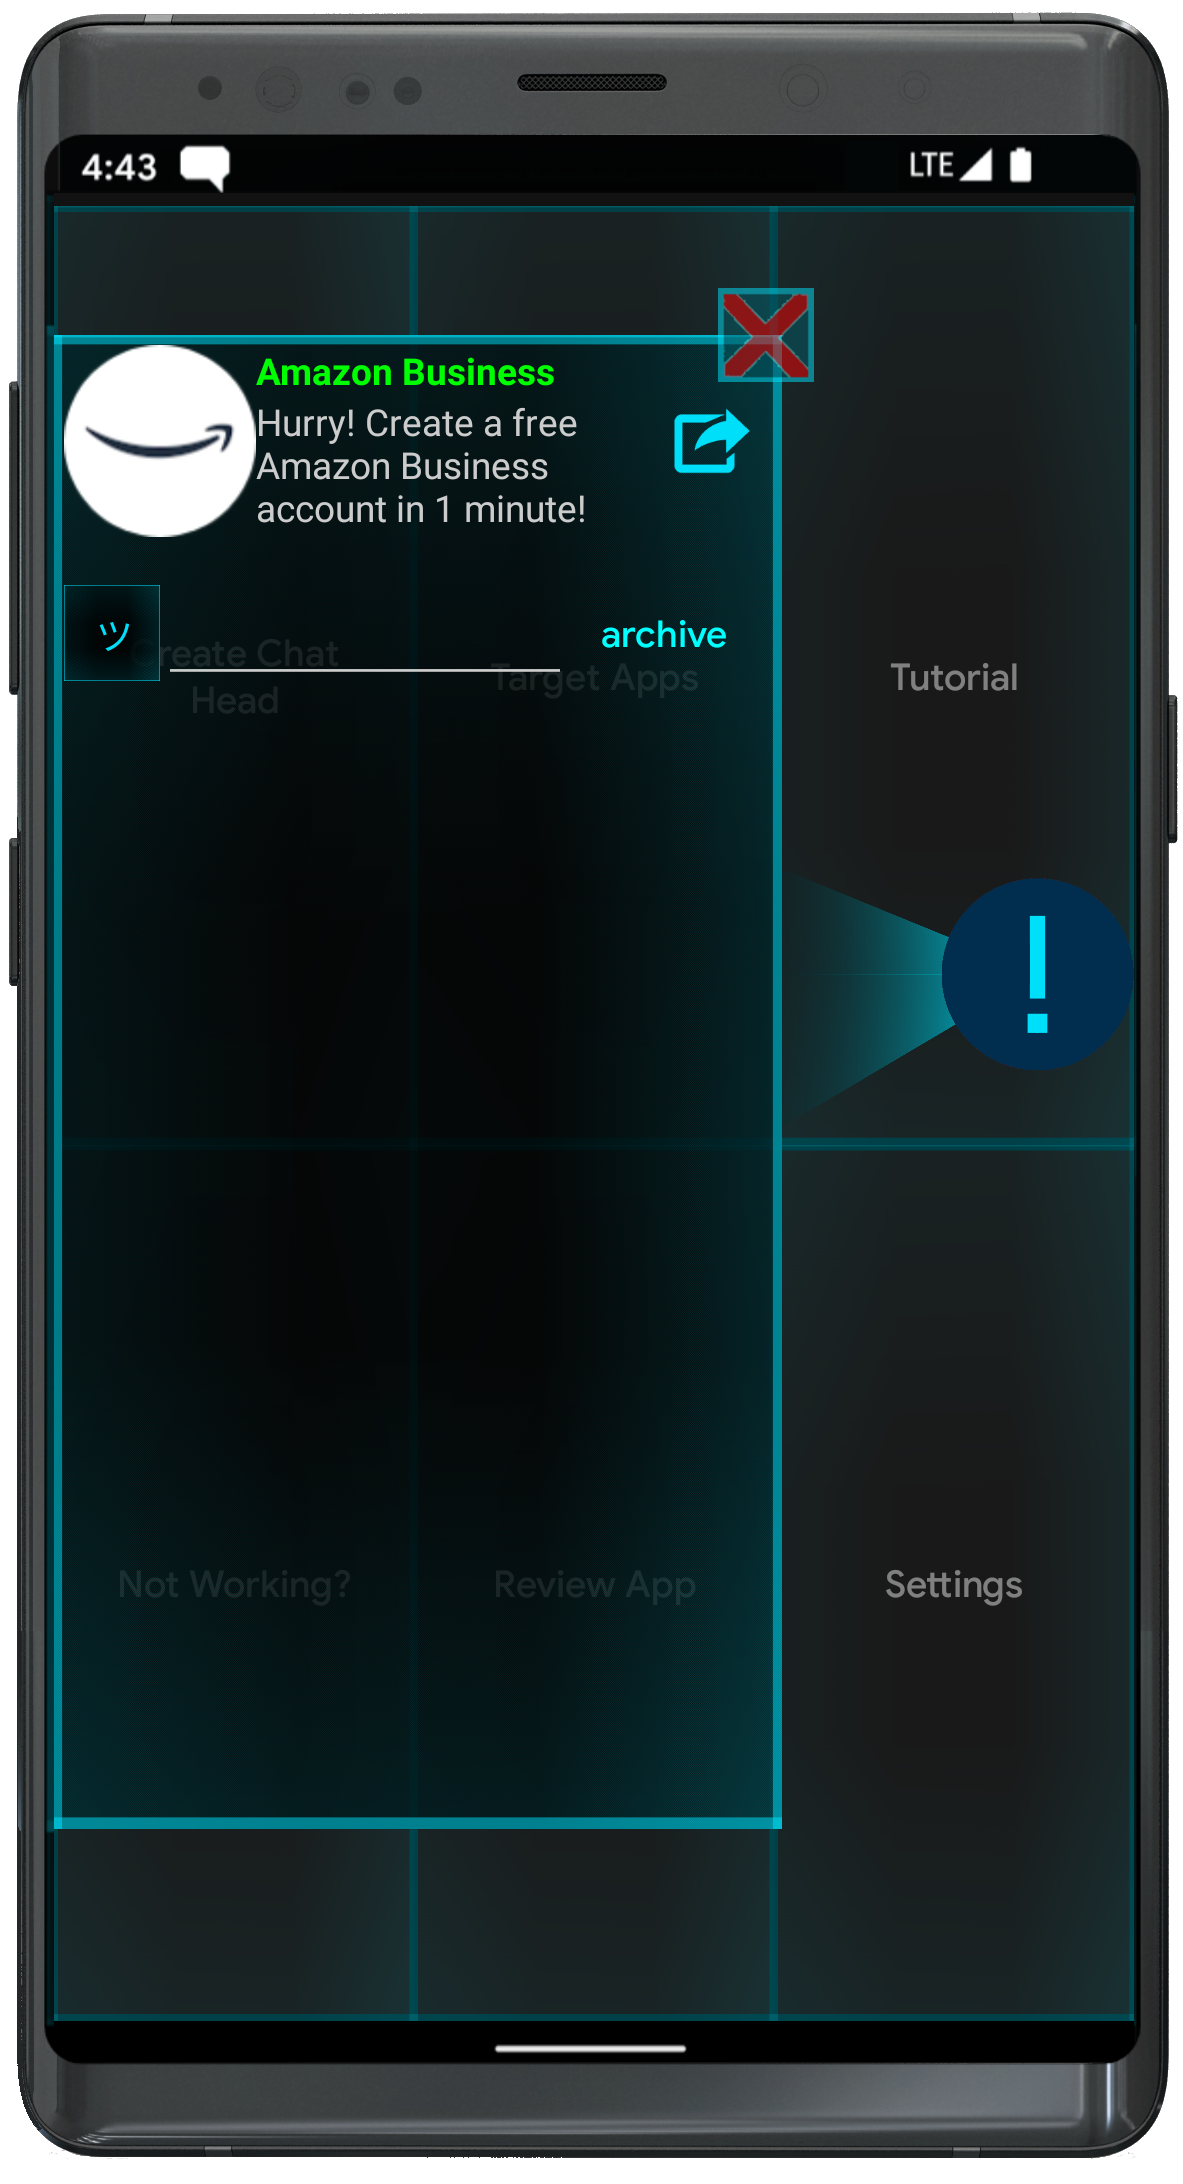 4:43
LTE
Amazon Business
Hurry! Create a free
Amazon Business
account in 1 minute!
ツ
archive
Create Chat
Head
Target Apps
Tutorial
!
Not Working?
Review App
Settings